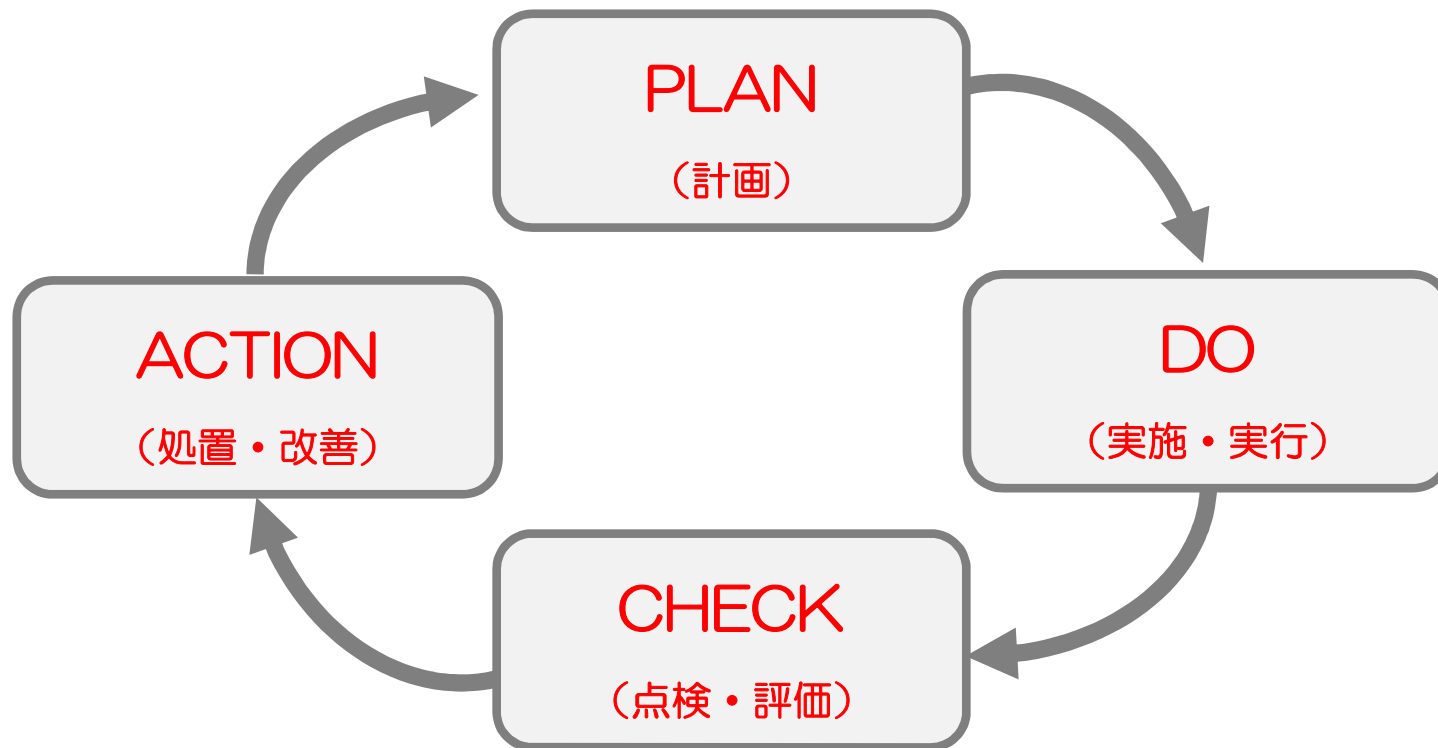 PLAN
（計画）
DO
（実施・実行）
CHECK
（点検・評価）
ACTION
（処置・改善）